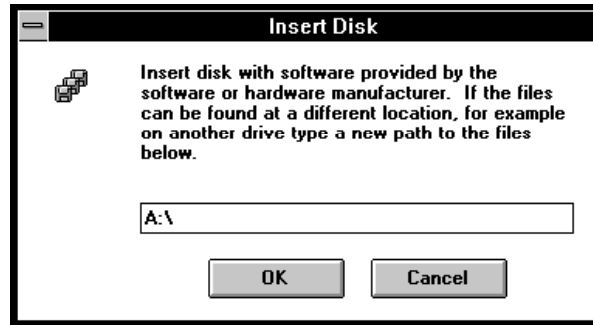 Insert Disk
Insert disk with software provided by the
software or hardware manufacturer.  If the files
can be found at a different location, for example
on another drive type a new path to the files
below.
A:\
OK
Cancel